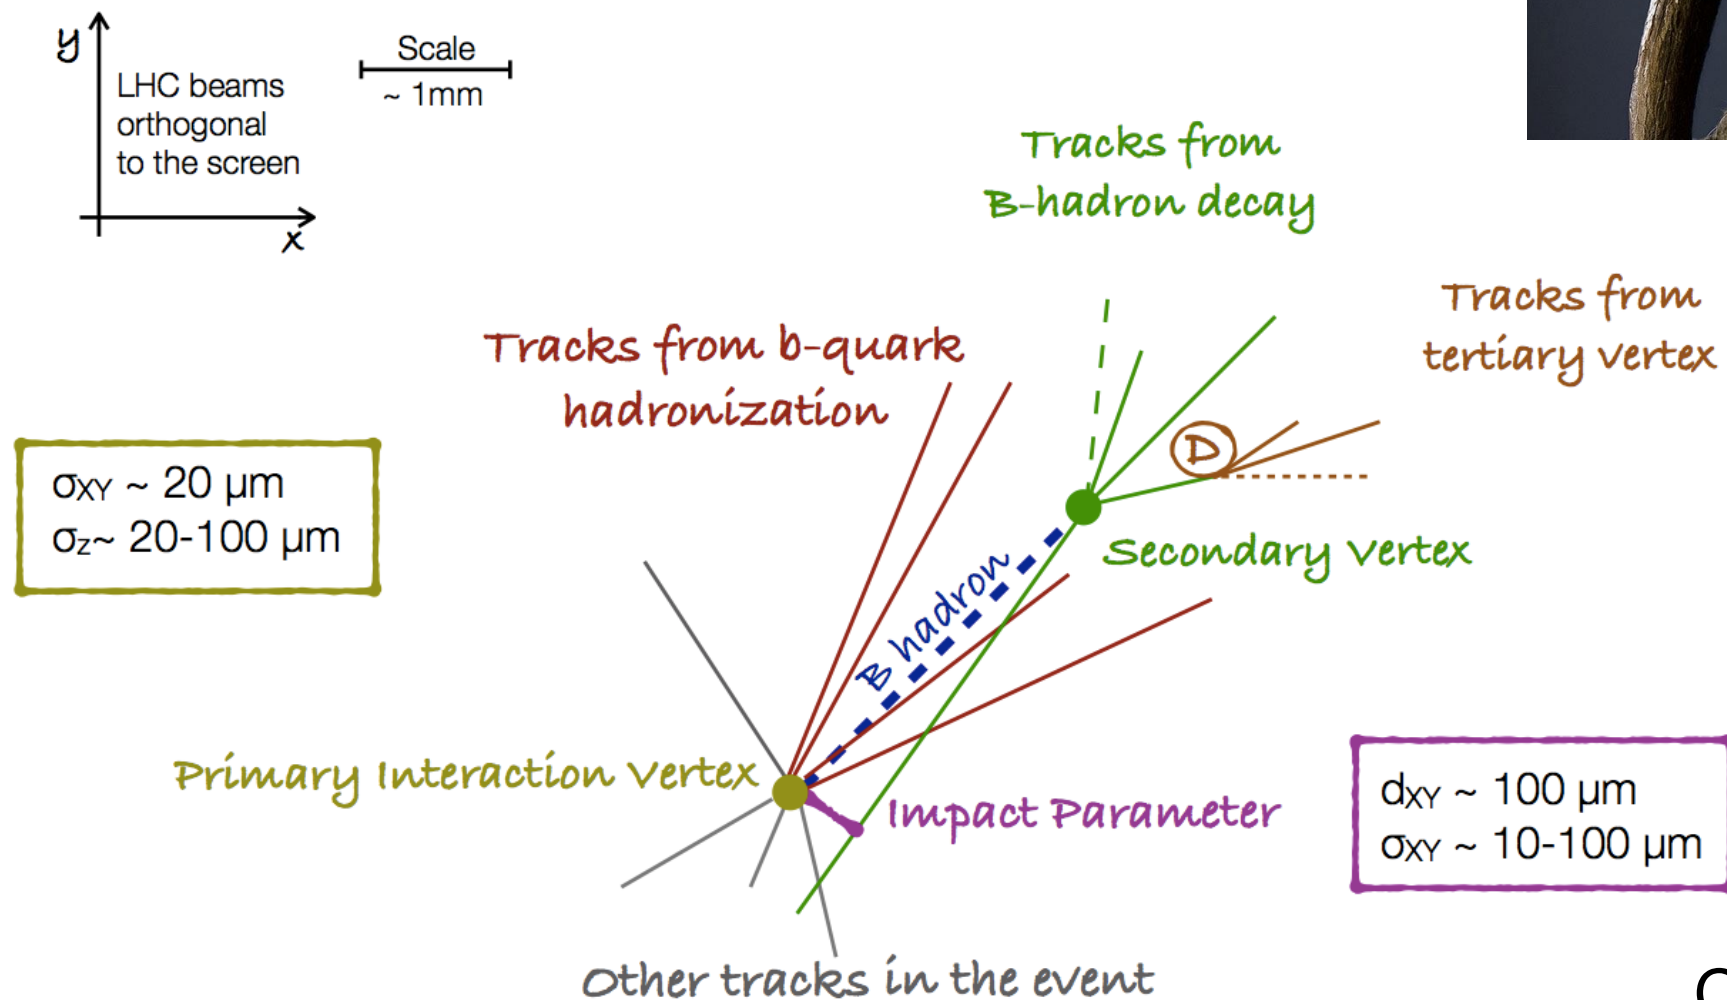 y
Scale
LHC beams
orthogonal
to the screen
~ 1mm
x
Tracks from
B-hadron decay
Tracks from
tertiary vertex
Tracks from b-quark
hadronization
D
σXY ~ 20 µm
σz~ 20-100 µm
Secondary Vertex
B hadron
Primary Interaction Vertex
Impact Parameter
dXY ~ 100 µm
σXY ~ 10-100 µm
Other tracks in the event